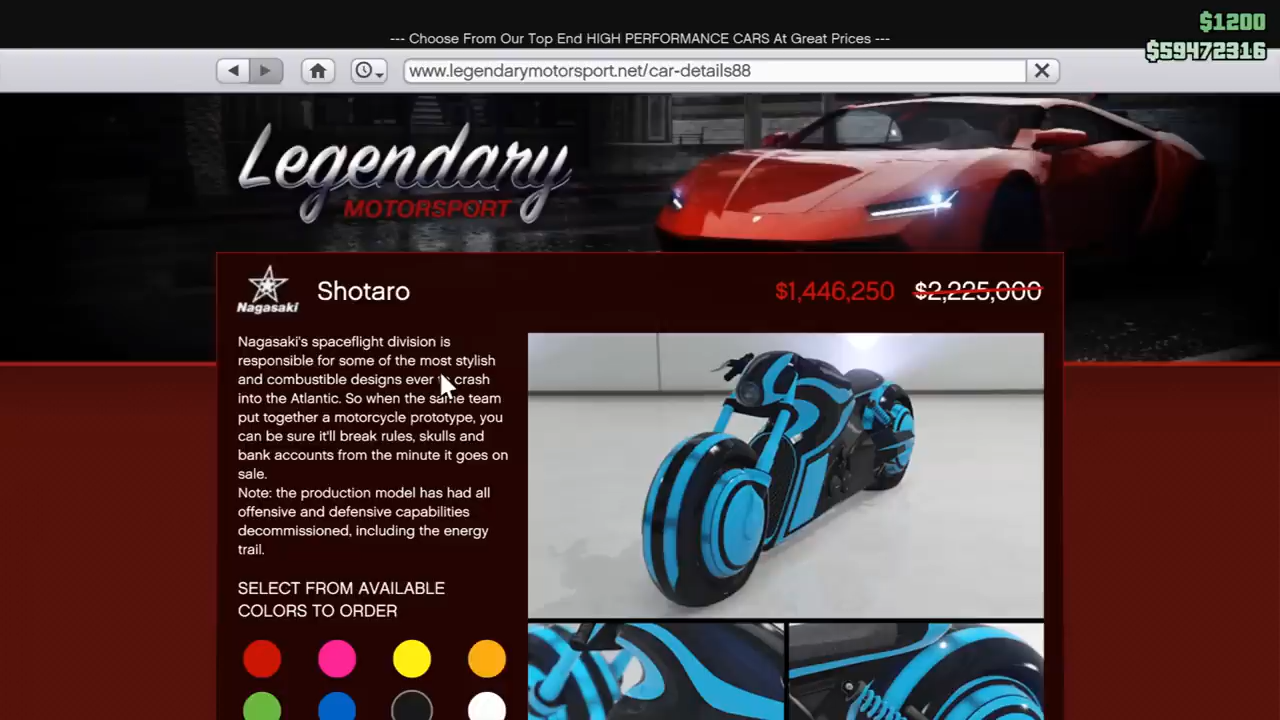 $1200
--- Choose From Our Top End HIGH PERFORMANCE CARS At Great Prices ---
$59472316
www.legendarymotorsport.net/car-details88
Legendary
MOTORSPORT
Nagasaki
Shotaro
$1,446,250 $2,225,000
Nagasaki's spaceflight division is
responsible for some of the most stylish
and combustible designs ever to crash
into the Atlantic. So when the same team
put together a motorcycle prototype, you
can be sure it'll break rules, skulls and
bank accounts from the minute it goes on
sale.
Note: the production model has had all
offensive and defensive capabilities
decommissioned, including the energy
trail.
SELECT FROM AVAILABLE
COLORS TO ORDER